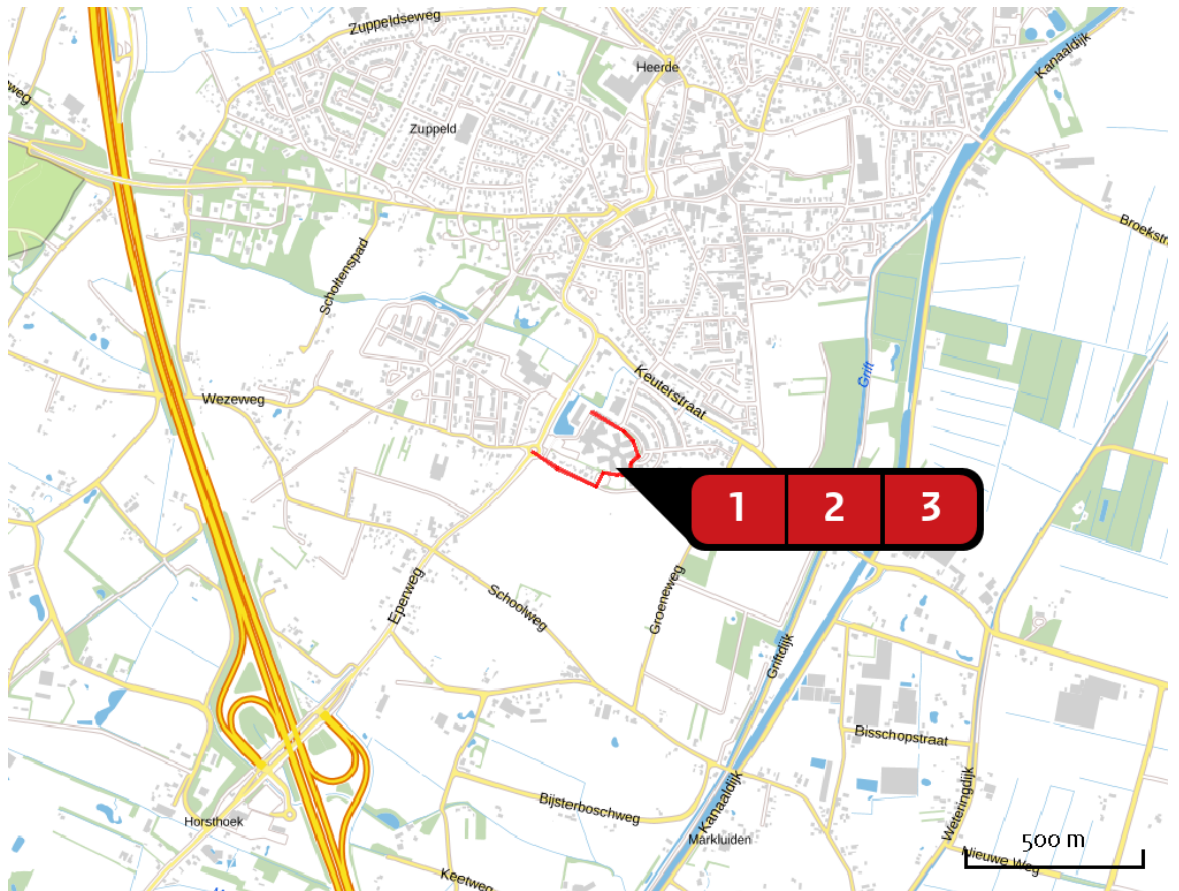 Zuppeldseweg
Kanaaldijk
Heerde
weg
Zuppeld
Broekstr
Scholtenspad
Grift
Keuterstraat
Wezeweg
1 2 3
Eperweg
Schoolweg
Groeneweg
Griftdijk
Bisschopstraat
Bijsterboschweg
Kanaaldijk
Weteringdijk
Horsthoek
Markluiden
500 m
Nieuwe Weg
Keetweg